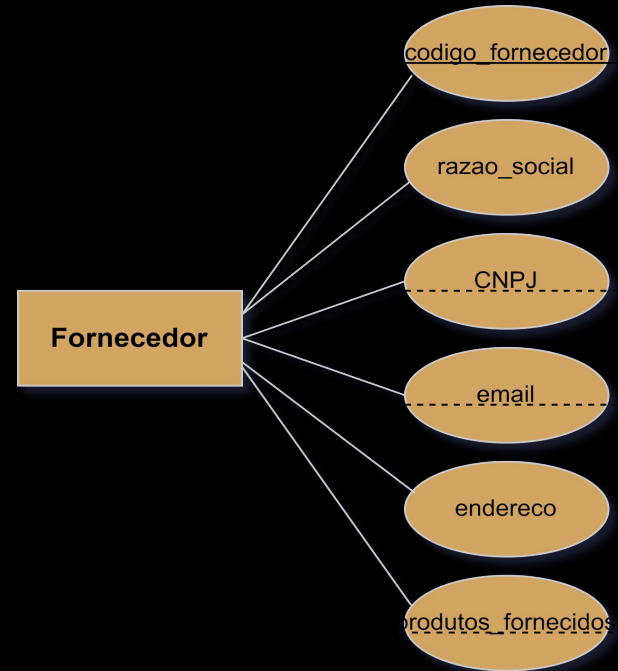 codigo_fornecedor
razao_social
CNPJ
Fornecedor
email
endereco
produtos_fornecidos